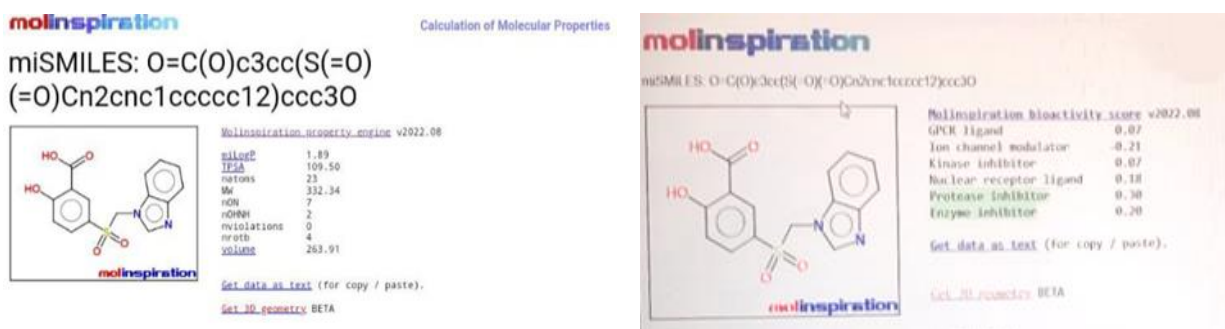 molinspiration
Calculation of Molecular Properties
miSMILES: O=C(O)c3cc(S(=O)
(=O)Cn2cnc1ccccc12)ccc3O
Molinspiration property engine v2022.08
miLogP 1.89
TPSA 109.50
natoms 23
MW 332.34
nON 7
nOHNH 2
nviolations 0
nrotb 4
volume 263.91
HO
O
HO
N
N
S
O
O
molinspiration
Get data as text (for copy / paste).
Get 3D geometry BETA
molinspiration
miSMILES: O=C(O)c3cc(S(=O)(=O)Cn2cnc1ccccc12)ccc3O
Molinspiration bioactivity score v2022.08
GPCR ligand 0.07
Ion channel modulator -0.21
Kinase inhibitor 0.07
Nuclear receptor ligand 0.18
Protease inhibitor 0.30
Enzyme inhibitor 0.20
HO
O
HO
N
N
S
O
O
molinspiration
Get data as text (for copy / paste).
Get 3D geometry BETA